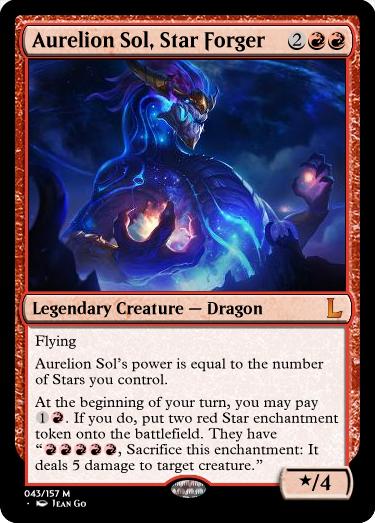 Aurelion Sol, Star Forger 2
Legendary Creature — Dragon L
Flying
Aurelion Sol's power is equal to the number
of Stars you control.
At the beginning of your turn, you may pay
1. If you do, put two red Star enchantment
token onto the battlefield. They have
“, Sacrifice this enchantment: It
deals 5 damage to target creature.”
*/4
043/157 M
· Jean Go